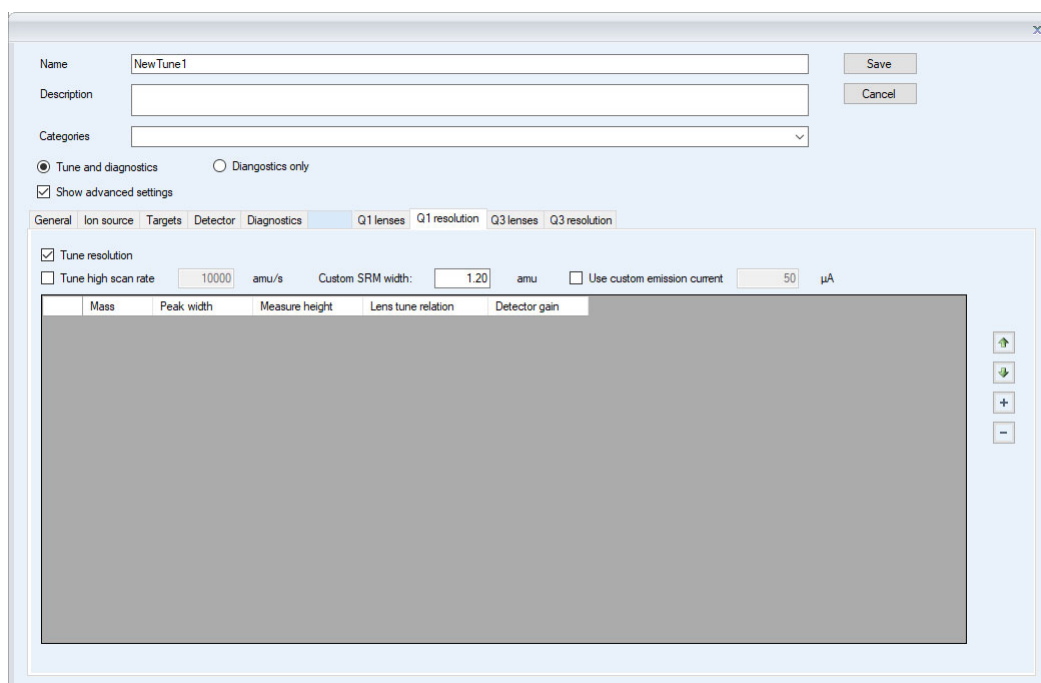 x
Name NewTune1 Save
Description Cancel
Categories
Tune and diagnostics Diangostics only
Show advanced settings
General Ion source Targets Detector Diagnostics Q1 lenses Q1 resolution Q3 lenses Q3 resolution
Tune resolution
Tune high scan rate 10000 amu/s Custom SRM width: 1.20 amu Use custom emission current 50 µA
Mass Peak width Measure height Lens tune relation Detector gain
+
-